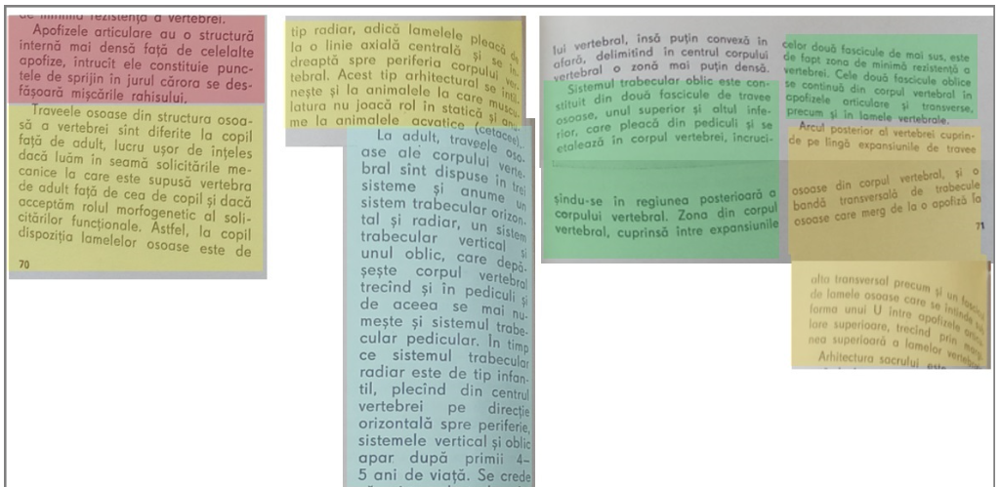 de minimă rezistență a vertebrei.
Apofizele articulare au o structură
internă mai densă față de celelalte
apofize, întrucît ele constituie punc-
tele de sprijin în jurul cărora se des-
fășoară mișcările rahisului.
Traveele osoase din structura osoa-
să a vertebrei sînt diferite la copil
față de adult, lucru ușor de înțeles
dacă luăm în seamă solicitările me-
canice la care este supusă vertebra
de adult față de cea de copil și dacă
acceptăm rolul morfogenetic al soli-
citărilor funcționale. Astfel, la copil
dispoziția lamelelor osoase este de
70
tip radiar, adică lamelele pleacă de
la o linie axială centrală și se în-
dreaptă spre periferia corpului ver-
tebral. Acest tip arhitectural se întîl-
nește și la animalele la care muscu-
latura nu joacă rol în statică și ani-
me la animalele acvatice (cetacee).
La adult, traveele oso-
ase ale corpului verte-
bral sînt dispuse în trei
sisteme și anume un
sistem trabecular orizon-
tal și radiar, un sistem
trabecular vertical și
unul oblic, care depă-
șește corpul vertebral
trecînd și în pediculi și
de aceea se mai nu-
mește și sistemul trabe-
cular pedicular. În timp
ce sistemul trabecular
radiar este de tip infan-
til, plecînd din centrul
vertebrei pe direcție
orizontală spre periferie,
sistemele vertical și oblic
apar după primii 4–
5 ani de viață. Se crede
lui vertebral, însă puțin convexă în
afară, delimitînd în centrul corpului
vertebral o zonă mai puțin densă.
Sistemul trabecular oblic este con-
stituit din două fascicule de travee
osoase, unul superior și altul infe-
rior, care pleacă din pediculi și se
etalează în corpul vertebrei, încruci-
șindu-se în regiunea posterioară a
corpului vertebral. Zona din corpul
vertebral, cuprinsă între expansiunile
celor două fascicule de mai sus, este
de fapt zona de minimă rezistență a
vertebrei. Cele două fascicule oblice
se continuă din corpul vertebral în
apofizele articulare și transverse,
precum și în lamele vertebrale.
Arcul posterior al vertebrei cuprin-
de pe lîngă expansiunile de travee
osoase din corpul vertebral, și o
bandă transversală de trabecule
osoase care merg de la o apofiză la
71
alta transversal precum și un fascicul
de lamele osoase care se întinde sub
forma unui U între apofizele articu-
lare superioare, trecînd prin margi-
nea superioară a lamelor vertebrale.
Arhitectura sacrului este